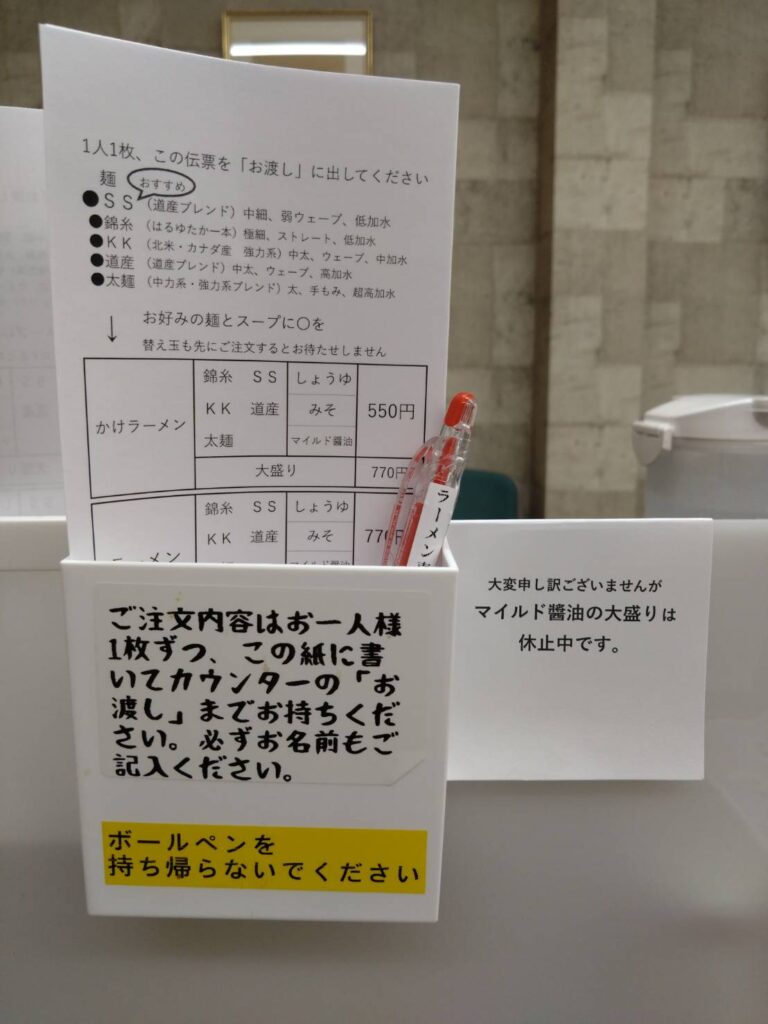 1人1枚、この伝票を「お渡し」に出してください
麺 おすすめ
●ＳＳ（道産ブレンド）中細、弱ウェーブ、低加水
●錦糸（はるゆたか一本）極細、ストレート、低加水
●ＫＫ（北米・カナダ産　強力系）中太、ウェーブ、中加水
●道産（道産ブレンド）中太、ウェーブ、高加水
●太麺（中力系・強力系ブレンド）太、手もみ、超高加水
↓ お好みの麺とスープに〇を
替え玉も先にご注文するとお待たせしません
錦糸 ＳＳ しょうゆ
かけラーメン ＫＫ 道産 みそ 550円
太麺 マイルド醤油
大盛り 770円
錦糸 ＳＳ しょうゆ
ＫＫ 道産 みそ 770円
ラーメン
ラーメン
ご注文内容はお一人様
1枚ずつ、この紙に書
いてカウンターの「お
渡し」までお持ちくだ
さい。必ずお名前もご
記入ください。
ボールペンを
持ち帰らないでください
大変申し訳ございませんが
マイルド醤油の大盛りは
休止中です。